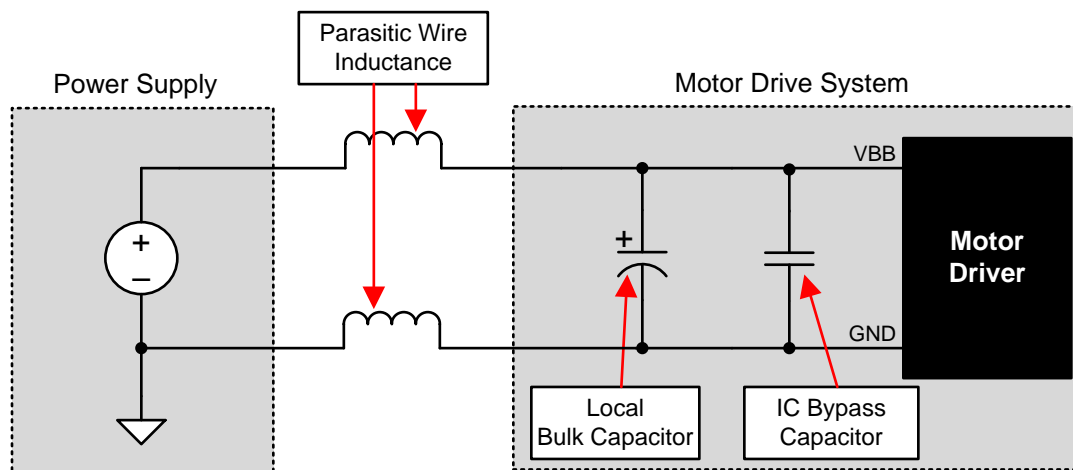 Parasitic Wire
Inductance
Power Supply
Motor Drive System
VBB
+
–
+
Motor
Driver
GND
Local
Bulk Capacitor
IC Bypass
Capacitor